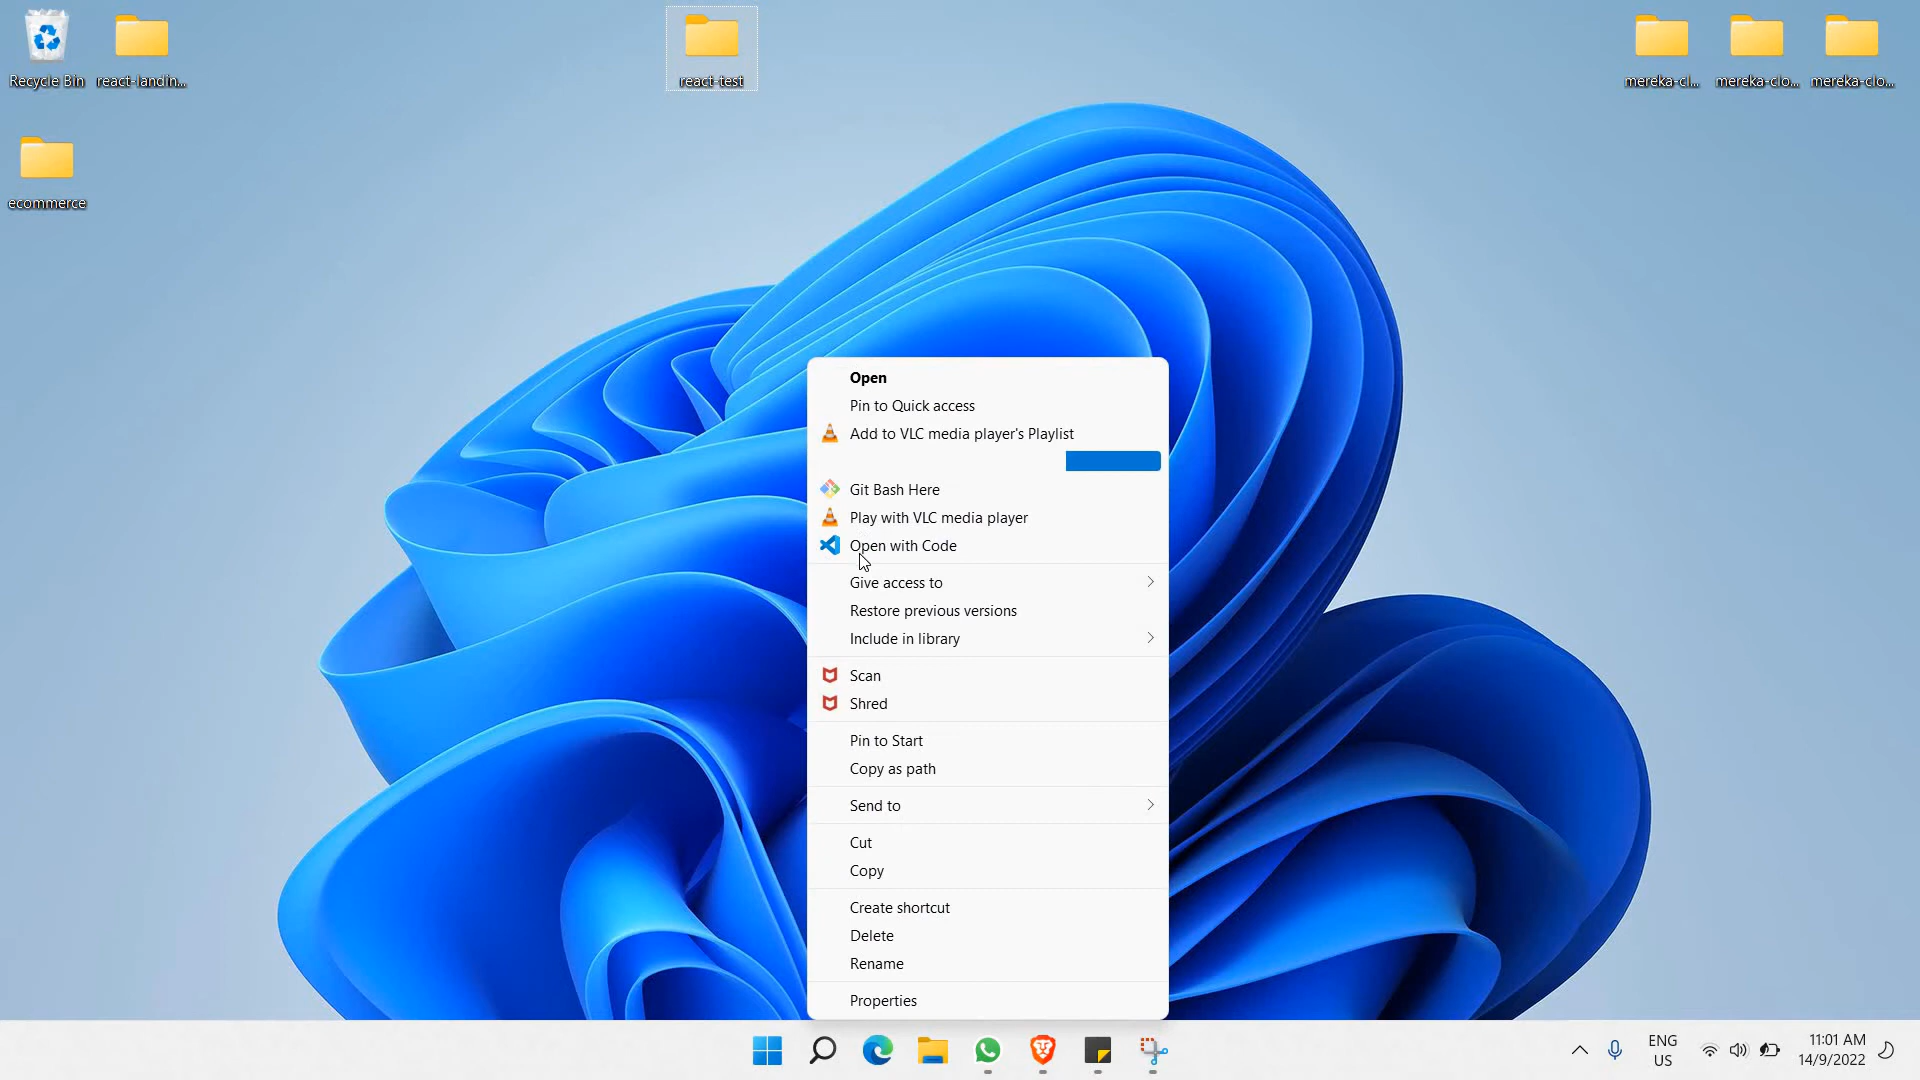 Recycle Bin
react-landin...
react-test
mereka-cl...
mereka-clo...
mereka-clo...
ecommerce
Open
Pin to Quick access
Add to VLC media player's Playlist
Git Bash Here
Play with VLC media player
Open with Code
Give access to
Restore previous versions
Include in library
Scan
Shred
Pin to Start
Copy as path
Send to
Cut
Copy
Create shortcut
Delete
Rename
Properties
ENG
US
11:01 AM
14/9/2022